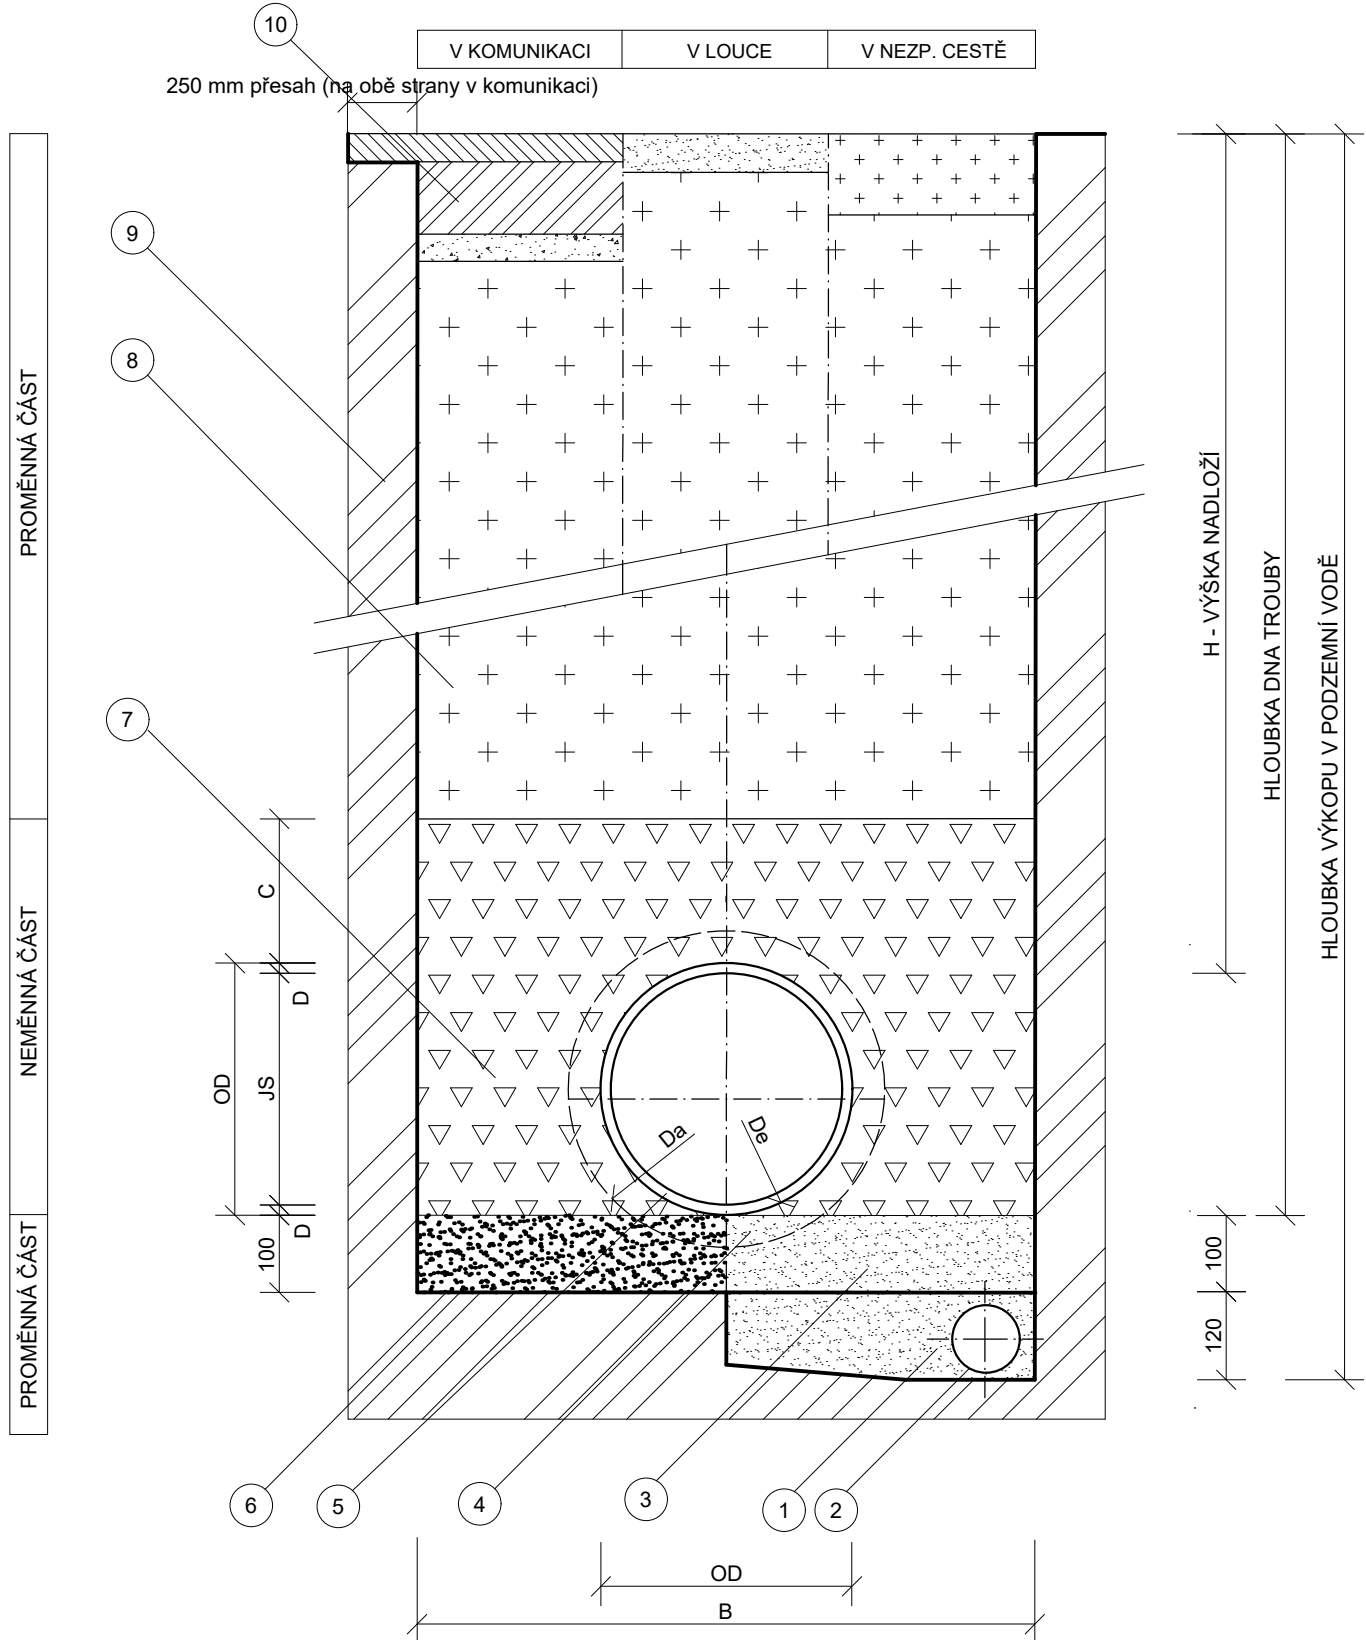 10
V KOMUNIKACI
V LOUCE
V NEZP. CESTĚ
250 mm přesah (na obě strany v komunikaci)
9
8
7
PROMĚNNÁ ČÁST
NEMĚNNÁ ČÁST
PROMĚNNÁ ČÁST
C
D
OD
JS
D
100
Da
De
H - VÝŠKA NADLOŽÍ
HLOUBKA DNA TROUBY
HLOUBKA VÝKOPU V PODZEMNÍ VODĚ
100
120
6
5
4
3
1
2
OD
B